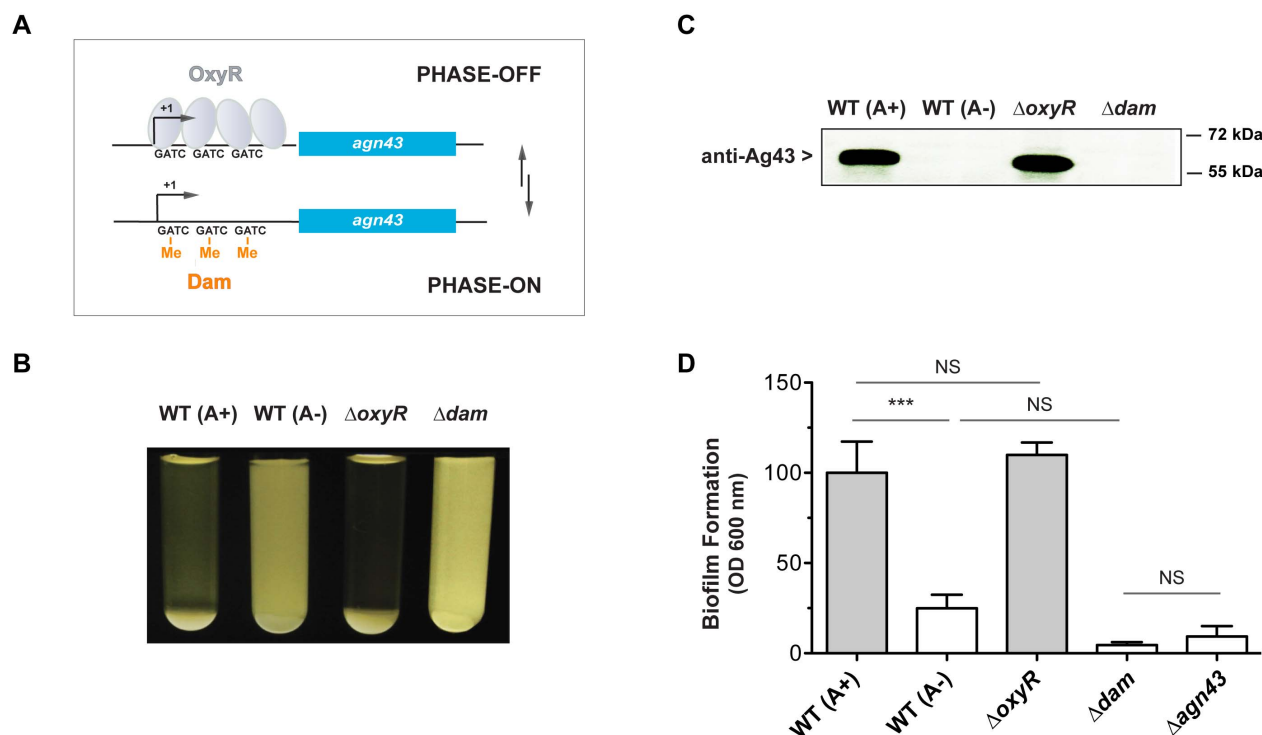 A
OxyR
PHASE-OFF
+1
GATC GATC GATC
agn43
+1
agn43
GATC GATC GATC
Me Me Me
Dam
PHASE-ON
B
WT (A+) WT (A-) ΔoxyR Δdam
C
WT (A+) WT (A-) ΔoxyR Δdam
anti-Ag43 >
72 kDa
55 kDa
D
NS
*** NS
NS
Biofilm Formation
(OD 600 nm)
150
100
50
0
WT (A+)
WT (A-)
ΔoxyR
Δdam
Δagn43